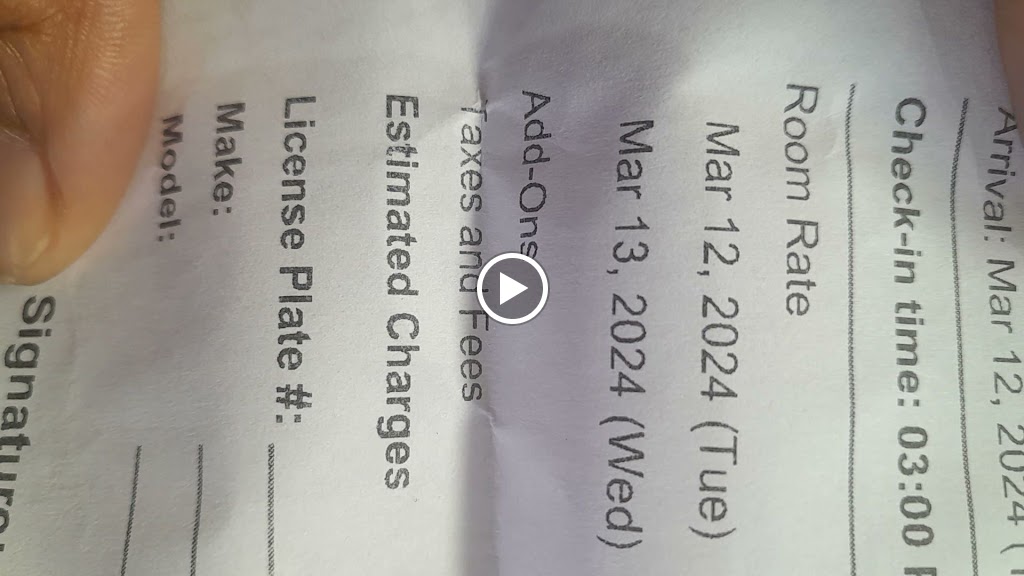 Arrival: Mar 12, 2024
Check-in time: 03:00
Room Rate
Mar 12, 2024 (Tue)
Mar 13, 2024 (Wed)
Add-Ons
Taxes and Fees
Estimated Charges
License Plate #:
Make:
Model:
Signature: